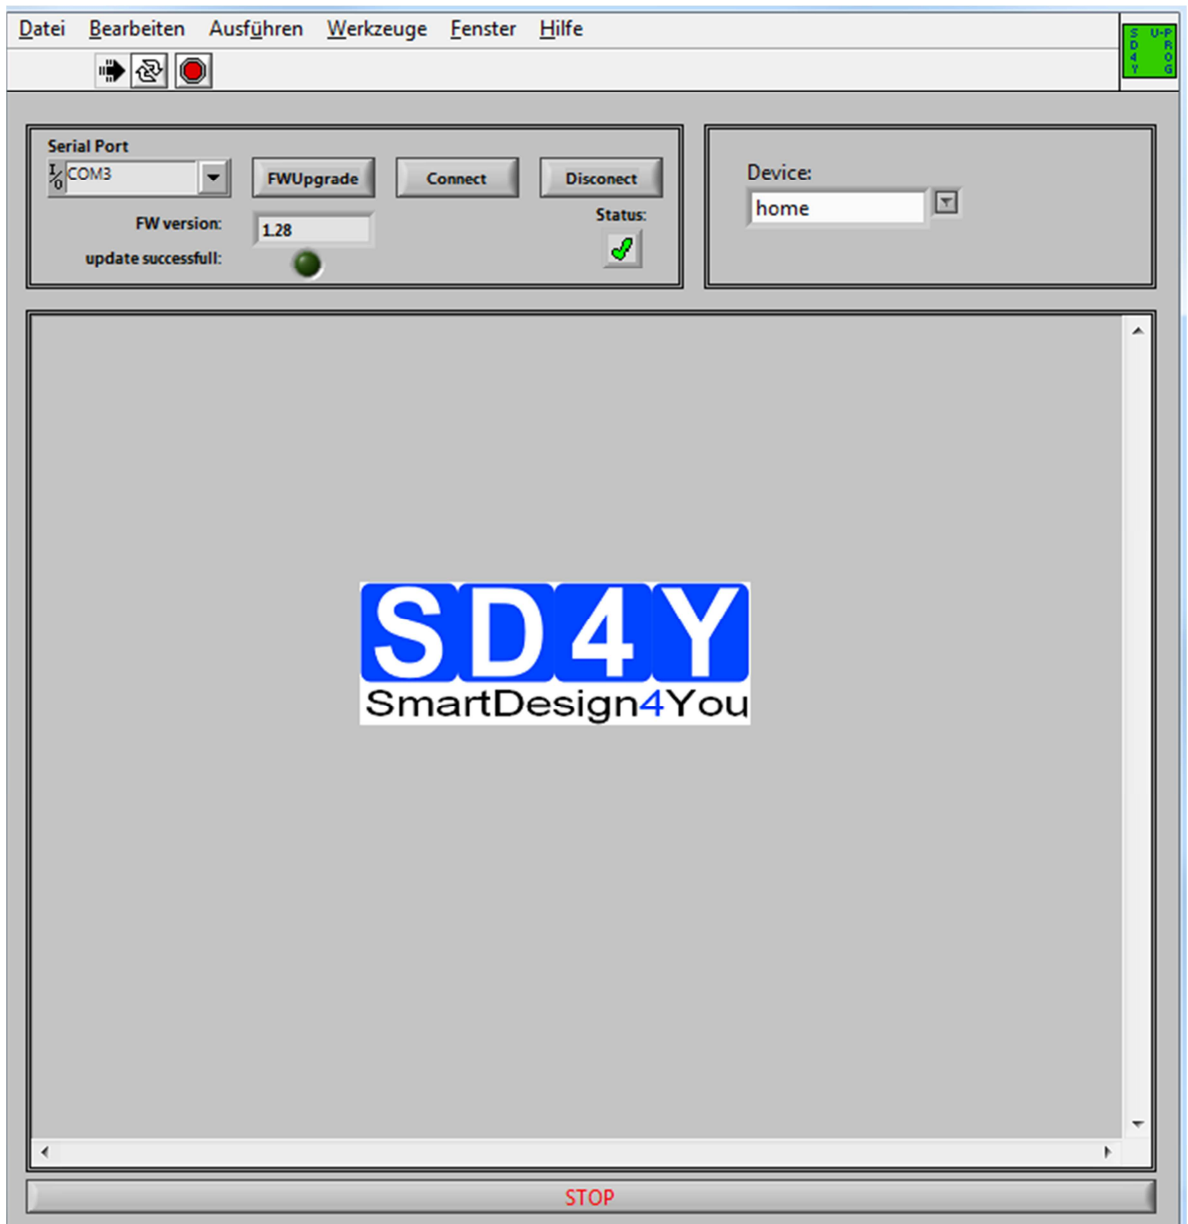 Datei Bearbeiten Ausführen Werkzeuge Fenster Hilfe
SD4Y U-PROG
Serial Port
I/O COM3
FWUpgrade
Connect
Disconect
FW version:
1.28
Status:
update successfull:
Device:
home
SD4Y
SmartDesign4You
STOP